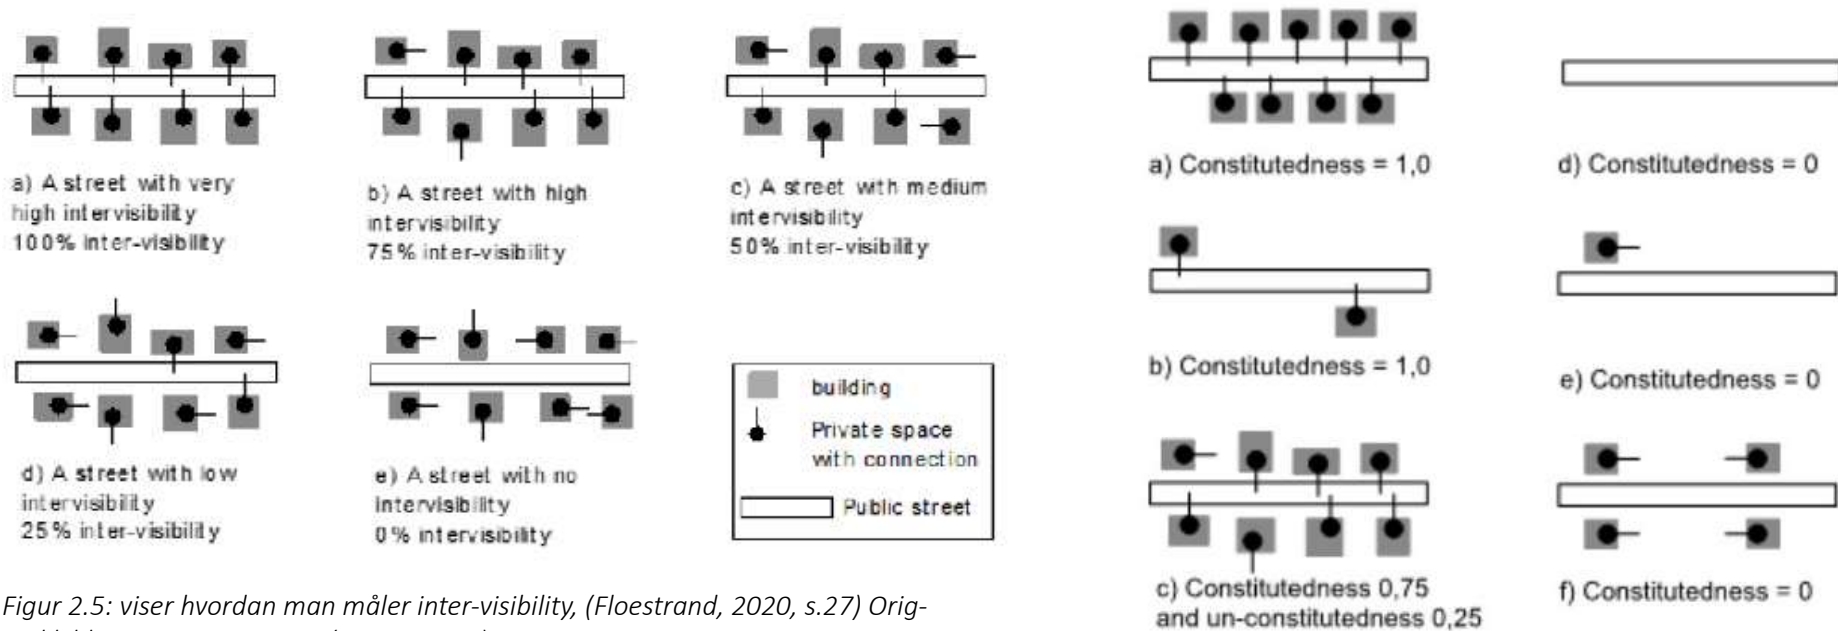 a) A street with very
high intervisibility
100% inter-visibility
b) A street with high
intervisibility
75% inter-visibility
c) A street with medium
intervisibility
50% inter-visibility
d) A street with low
intervisibility
25% inter-visibility
e) A street with no
intervisibility
0% intervisibility
building
Private space
with connection
Public street
Figur 2.5: viser hvordan man måler inter-visibility, (Floestrand, 2020, s.27) Orig-
a) Constitutedness = 1,0
d) Constitutedness = 0
b) Constitutedness = 1,0
e) Constitutedness = 0
c) Constitutedness 0,75
and un-constitutedness 0,25
f) Constitutedness = 0